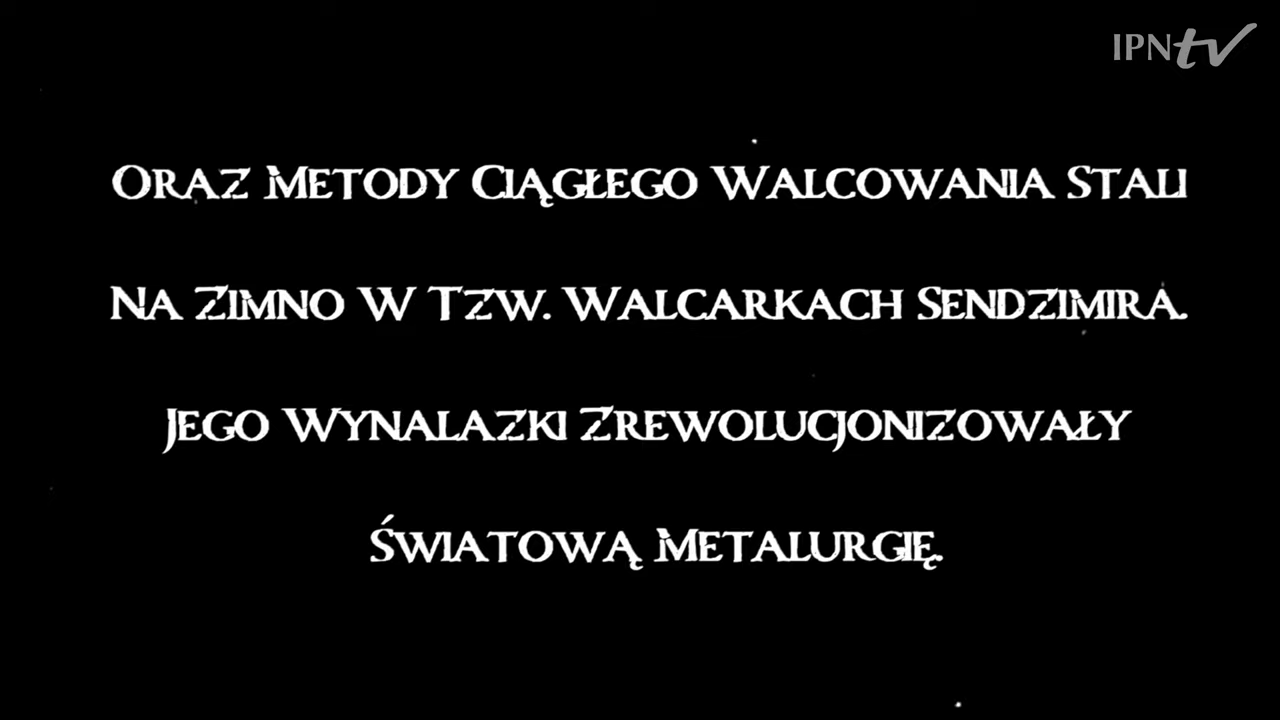 IPNtv
Oraz Metody Ciągłego Walcowania Stali
Na Zimno W Tzw. Walcarkach Sendzimira.
Jego Wynalazki Zrewolucjonizowały
Światową Metalurgię.